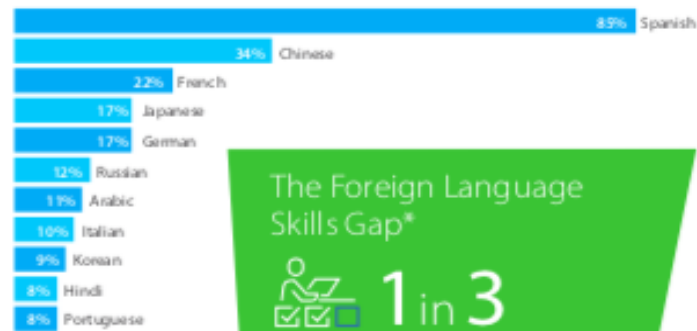 85% Spanish
34% Chinese
22% French
17% Japanese
17% German
12% Russian
11% Arabic
10% Italian
9% Korean
8% Hindi
8% Portuguese
The Foreign Language
Skills Gap*
1 in 3